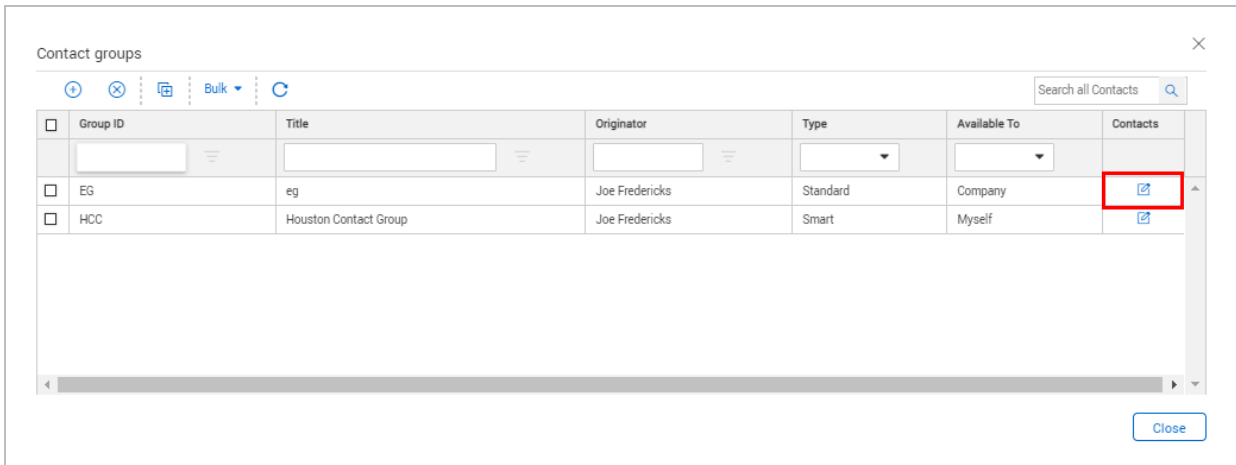 Contact groups
Bulk
Search all Contacts
Group ID Title Originator Type Available To Contacts
EG eg Joe Fredericks Standard Company
HCC Houston Contact Group Joe Fredericks Smart Myself
Close